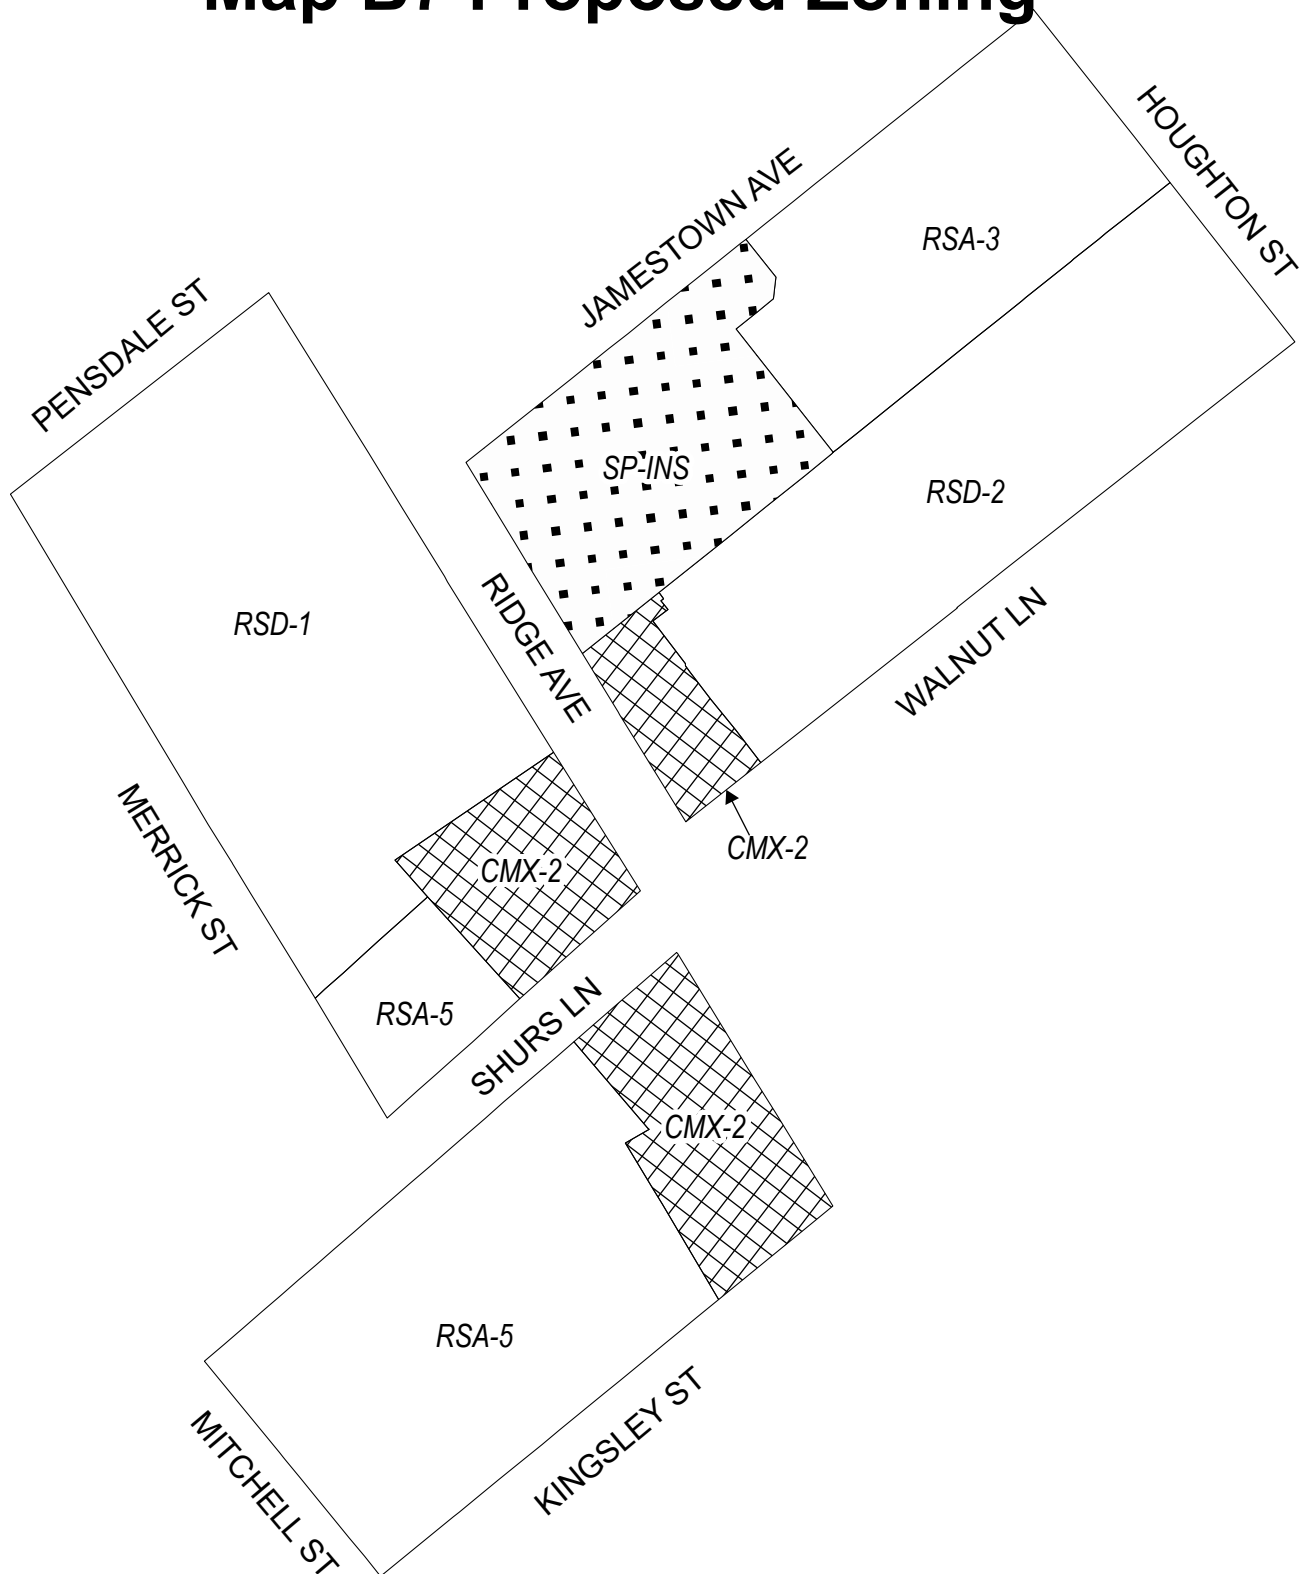 Map B7 Proposed Zoning
HOUGHTON ST
JAMESTOWN AVE
RSA-3
PENSDALE ST
SP-INS
RSD-2
RSD-1
RIDGE AVE
WALNUT LN
MERRICK ST
CMX-2
CMX-2
RSA-5
SHURS LN
CMX-2
RSA-5
KINGSLEY ST
MITCHELL ST